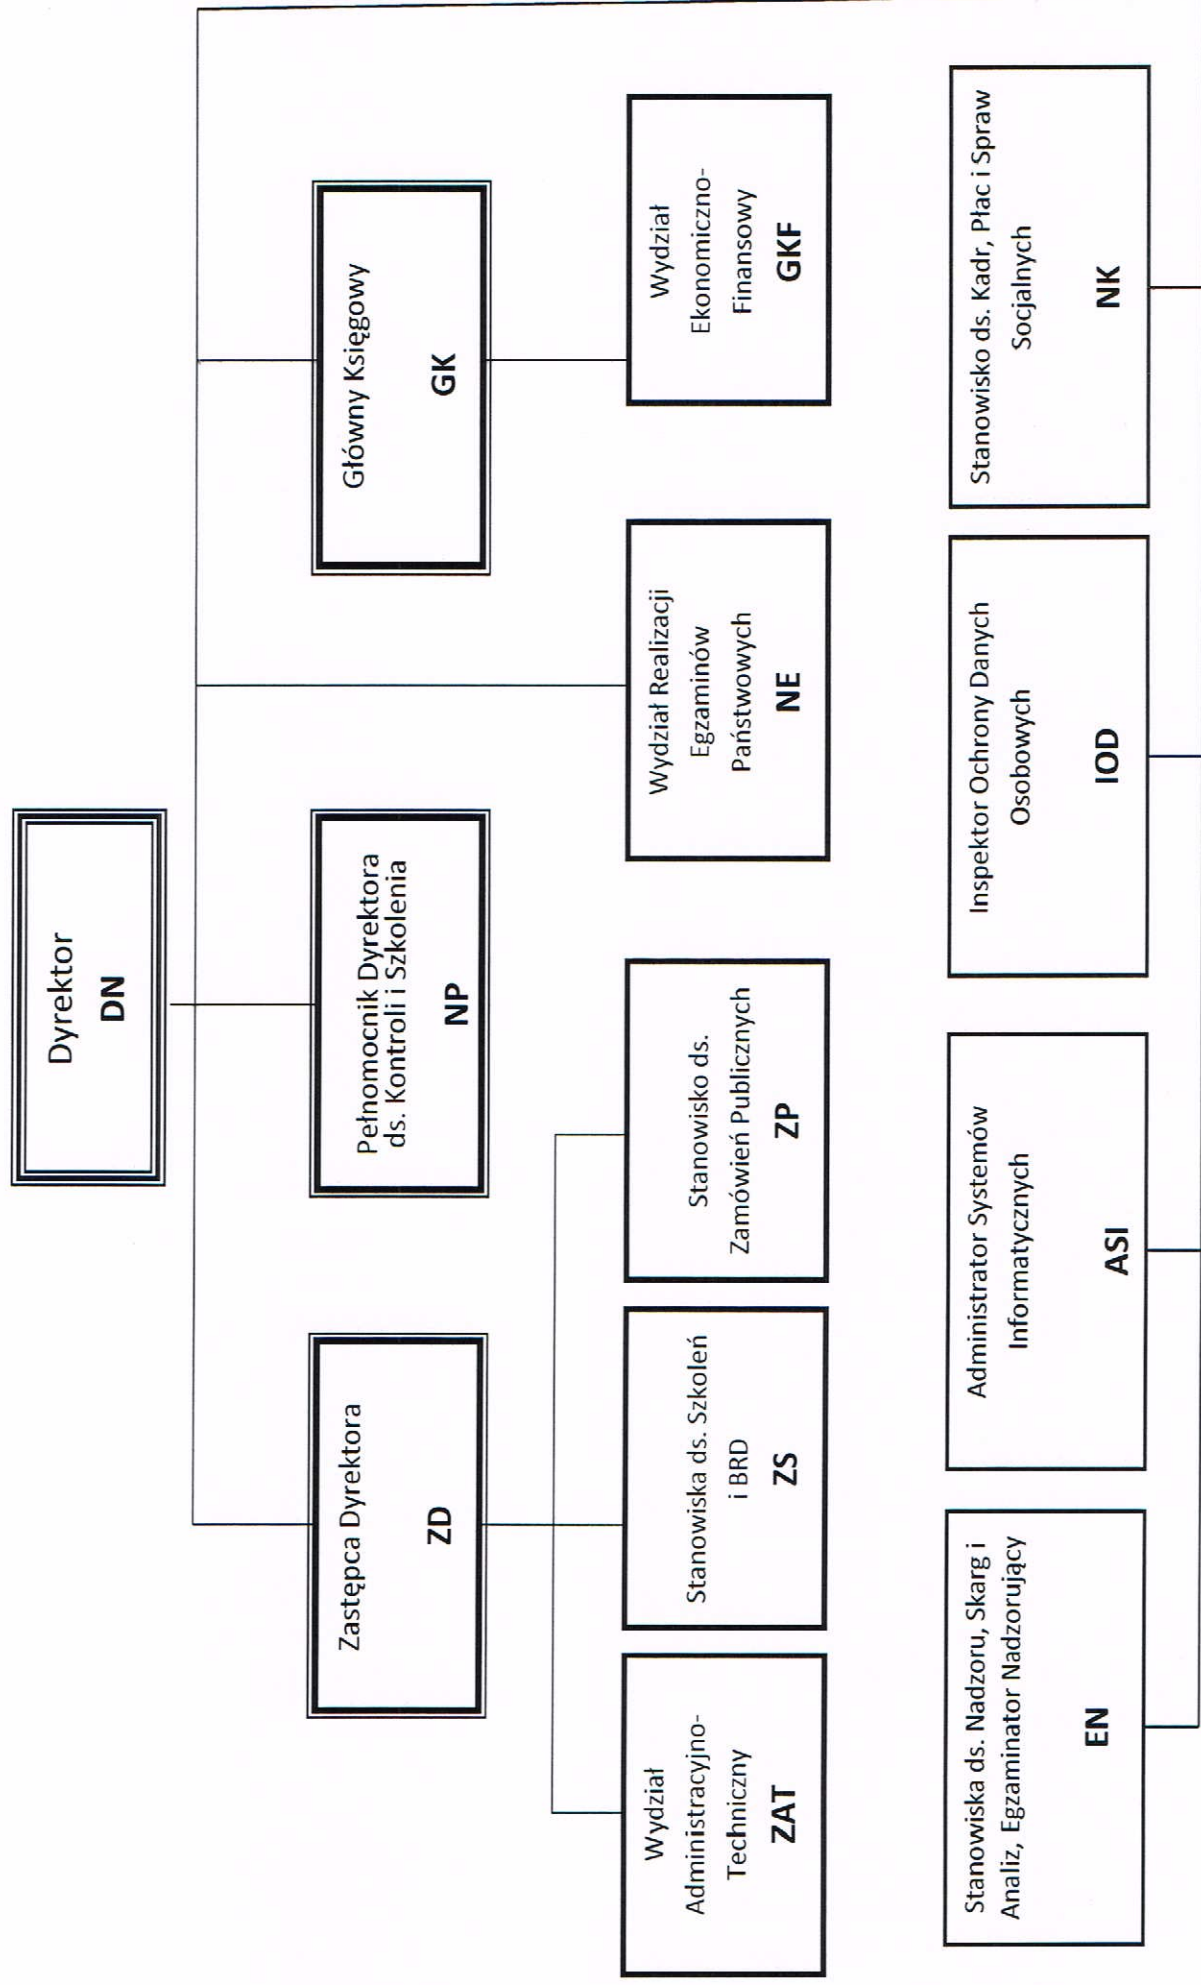 Dyrektor
DN
Zastępca Dyrektora
ZD
Pełnomocnik Dyrektora
ds. Kontroli i Szkolenia
NP
Główny Księgowy
GK
Wydział
Administracyjno-
Techniczny
ZAT
Stanowiska ds. Szkoleń
i BRD
ZS
Stanowisko ds.
Zamówień Publicznych
ZP
Wydział Realizacji
Egzaminów
Państwowych
NE
Wydział
Ekonomiczno-
Finansowy
GKF
Stanowiska ds. Nadzoru, Skarg i
Analiz, Egzaminator Nadzorujący
EN
Administrator Systemów
Informatycznych
ASI
Inspektor Ochrony Danych
Osobowych
IOD
Stanowisko ds. Kadr, Płac i Spraw
Socjalnych
NK